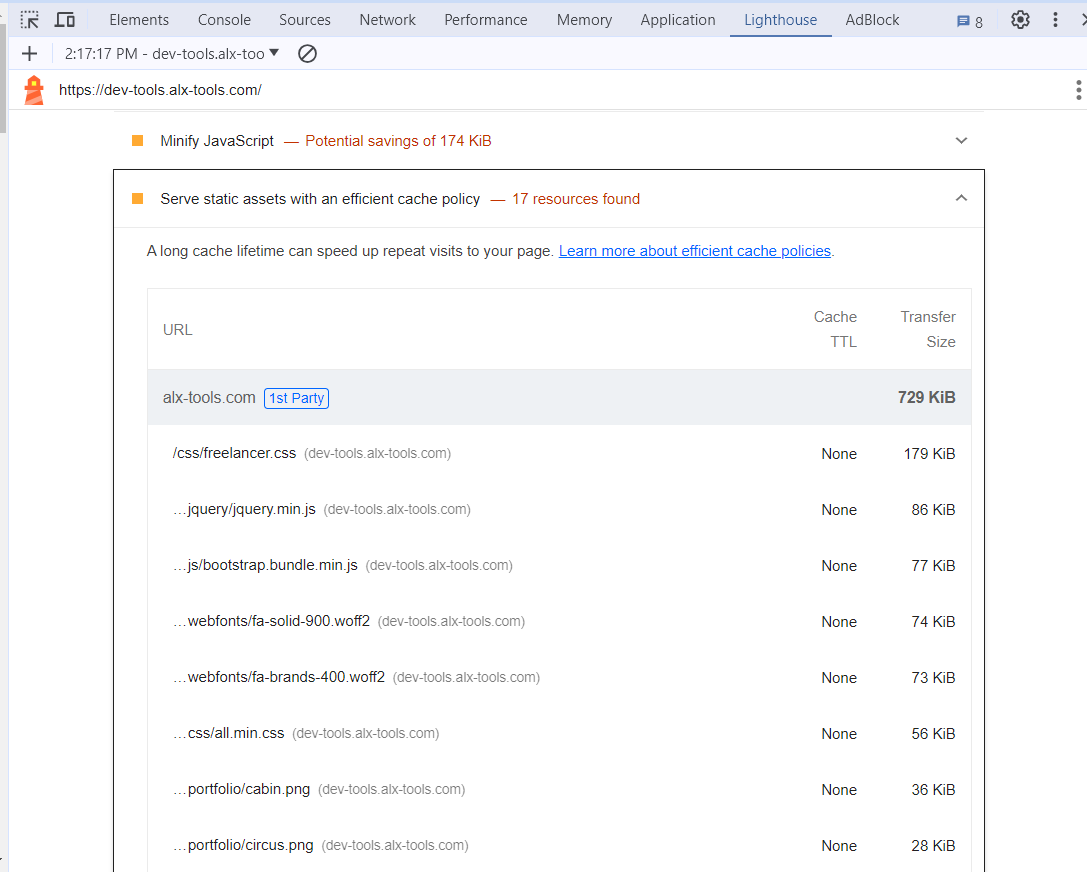 Elements Console Sources Network Performance Memory Application Lighthouse AdBlock 8
2:17:17 PM - dev-tools.alx-too
https://dev-tools.alx-tools.com/
Minify JavaScript — Potential savings of 174 KiB
Serve static assets with an efficient cache policy — 17 resources found
A long cache lifetime can speed up repeat visits to your page. Learn more about efficient cache policies.
URL Cache TTL Transfer Size
alx-tools.com 1st Party 729 KiB
/css/freelancer.css (dev-tools.alx-tools.com) None 179 KiB
…jquery/jquery.min.js (dev-tools.alx-tools.com) None 86 KiB
…js/bootstrap.bundle.min.js (dev-tools.alx-tools.com) None 77 KiB
…webfonts/fa-solid-900.woff2 (dev-tools.alx-tools.com) None 74 KiB
…webfonts/fa-brands-400.woff2 (dev-tools.alx-tools.com) None 73 KiB
…css/all.min.css (dev-tools.alx-tools.com) None 56 KiB
…portfolio/cabin.png (dev-tools.alx-tools.com) None 36 KiB
…portfolio/circus.png (dev-tools.alx-tools.com) None 28 KiB